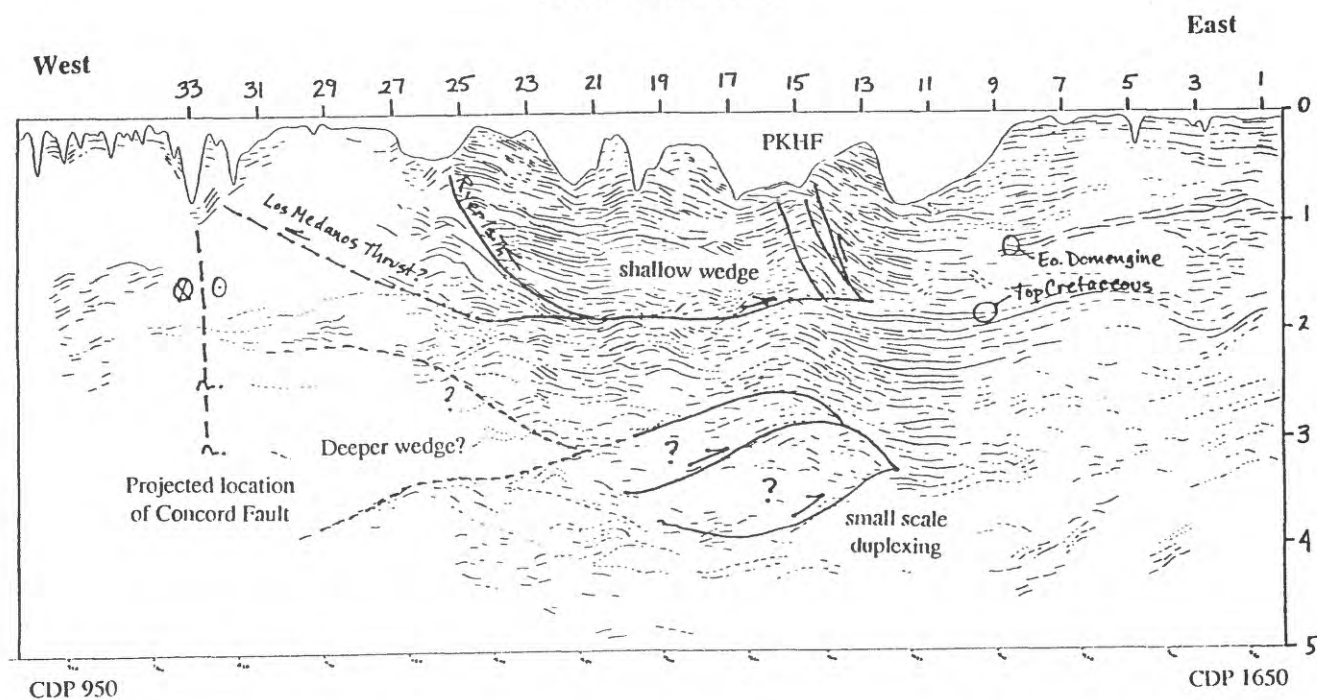 East
West
33 31 29 27 25 23 21 19 17 15 13 11 9 7 5 3 1
0
PKHF
Los Medanos Thrust?
1
shallow wedge
Eo. Domengine
Top Cretaceous
2
?
Deeper wedge?
?
3
Projected location
of Concord Fault
?
small scale
duplexing
4
5
CDP 950
CDP 1650